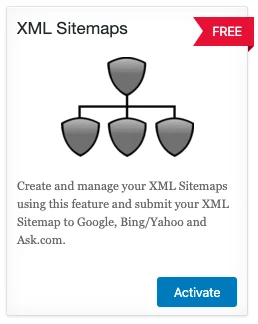 XML Sitemaps
FREE
Create and manage your XML Sitemaps
using this feature and submit your XML
Sitemap to Google, Bing/Yahoo and
Ask.com.
Activate